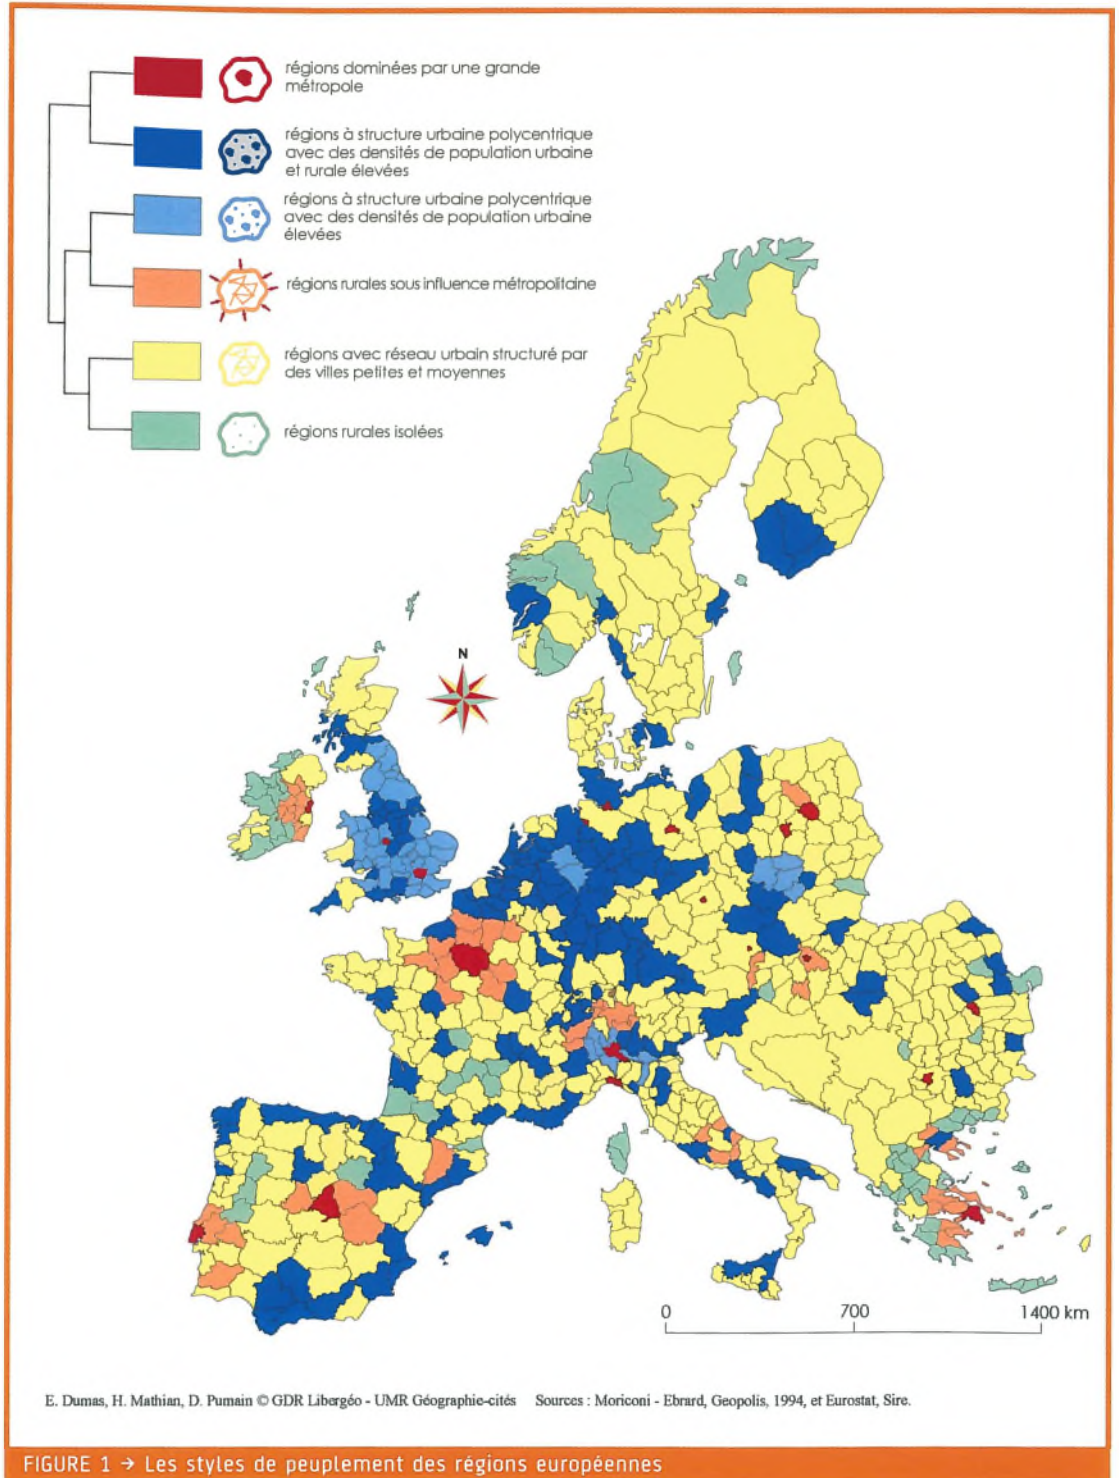 régions dominées par une grande
métropole
régions à structure urbaine polycentrique
avec des densités de population urbaine
et rurale élevées
régions à structure urbaine polycentrique
avec des densités de population urbaine
élevées
régions rurales sous influence métropolitaine
régions avec réseau urbain structuré par
des villes petites et moyennes
régions rurales isolées
N
0 700 1400 km
E. Dumas, H. Mathian, D. Pumain © GDR Libergéo - UMR Géographie-cités Sources : Moriconi - Ebrard, Geopolis, 1994, et Eurostat, Sire.
FIGURE 1 → Les styles de peuplement des régions européennes